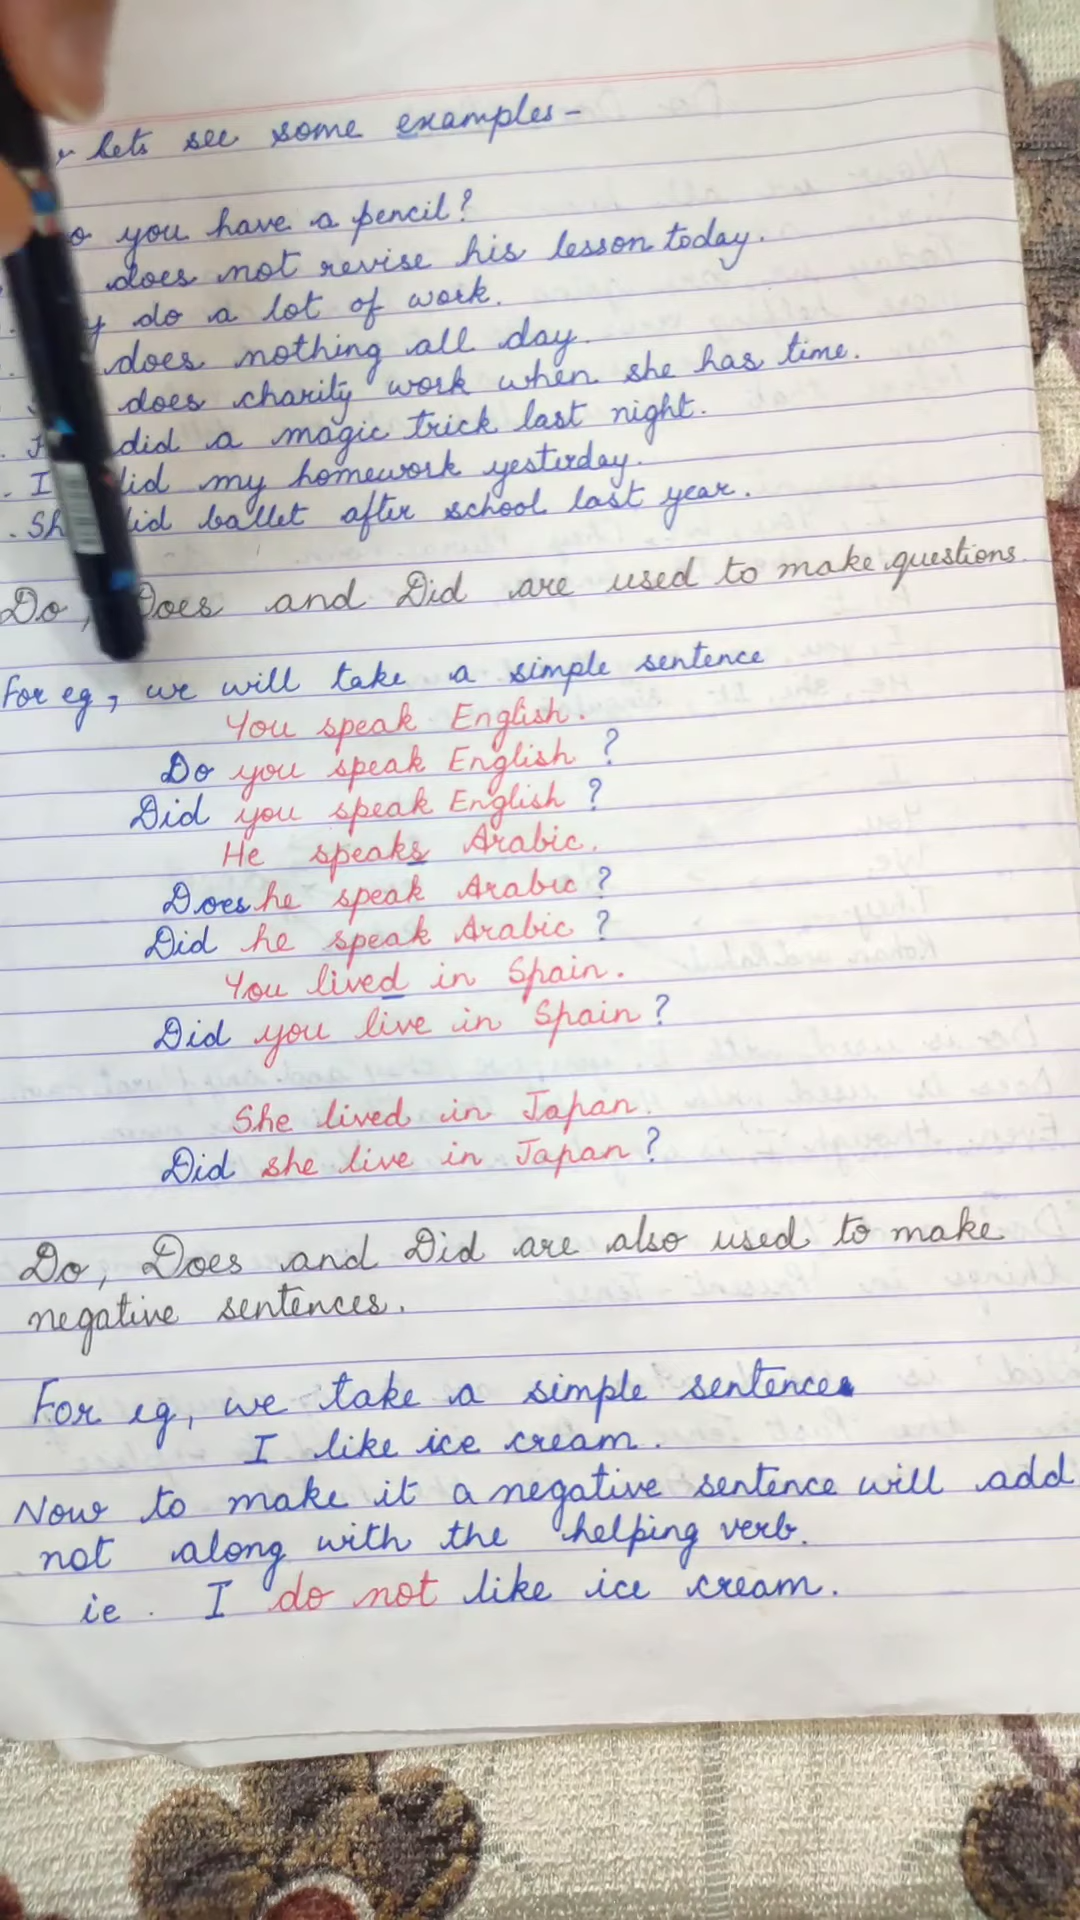 lets see some examples-
you have a pencil?
does not revise his lesson today.
do a lot of work.
does nothing all day.
does charity work when she has time.
did a magic trick last night.
I did my homework yesterday.
She did ballet after school last year.
Do, Does and Did are used to make questions
For eg, we will take a simple sentence
You speak English.
Do you speak English ?
Did you speak English ?
He speaks Arabic.
Does he speak Arabic ?
Did he speak Arabic ?
You lived in Spain.
Did you live in Spain ?
She lived in Japan.
Did she live in Japan ?
Do, Does and Did are also used to make
negative sentences.
For eg, we take a simple sentence
I like ice cream.
Now to make it a negative sentence will add
not along with the helping verb.
ie. I do not like ice cream.